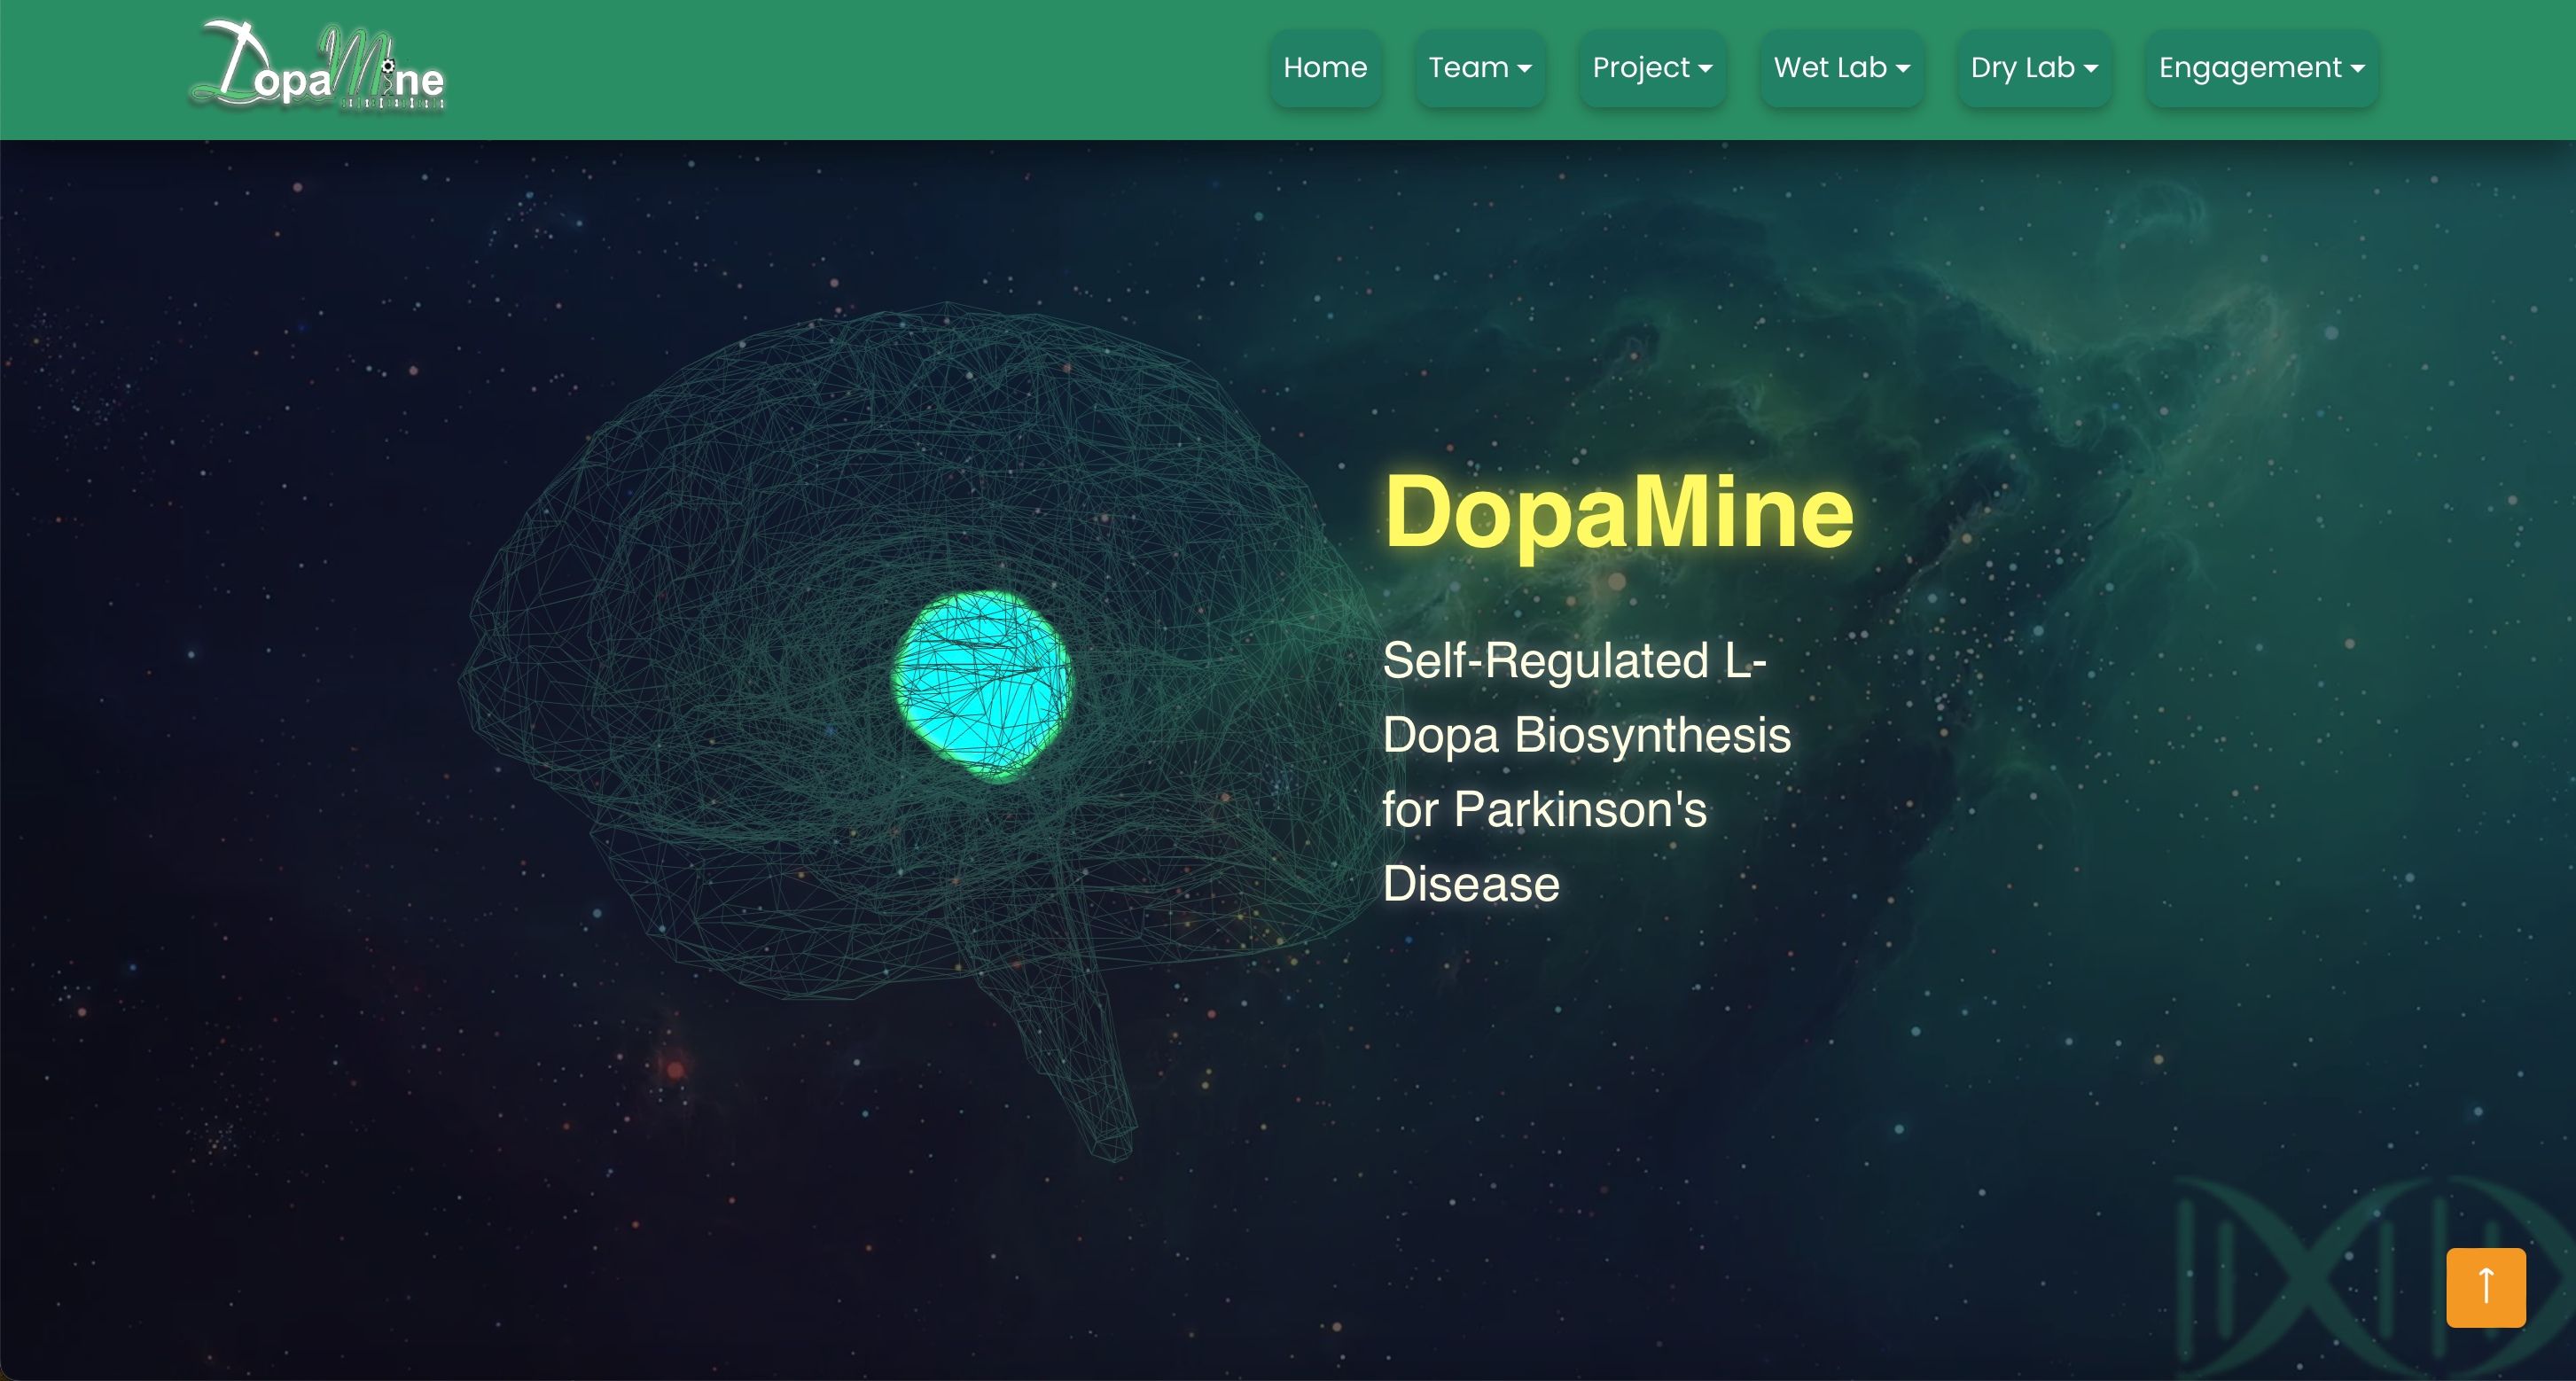 DopaMine
Home Team Project Wet Lab Dry Lab Engagement
DopaMine
Self-Regulated L-
Dopa Biosynthesis
for Parkinson's
Disease